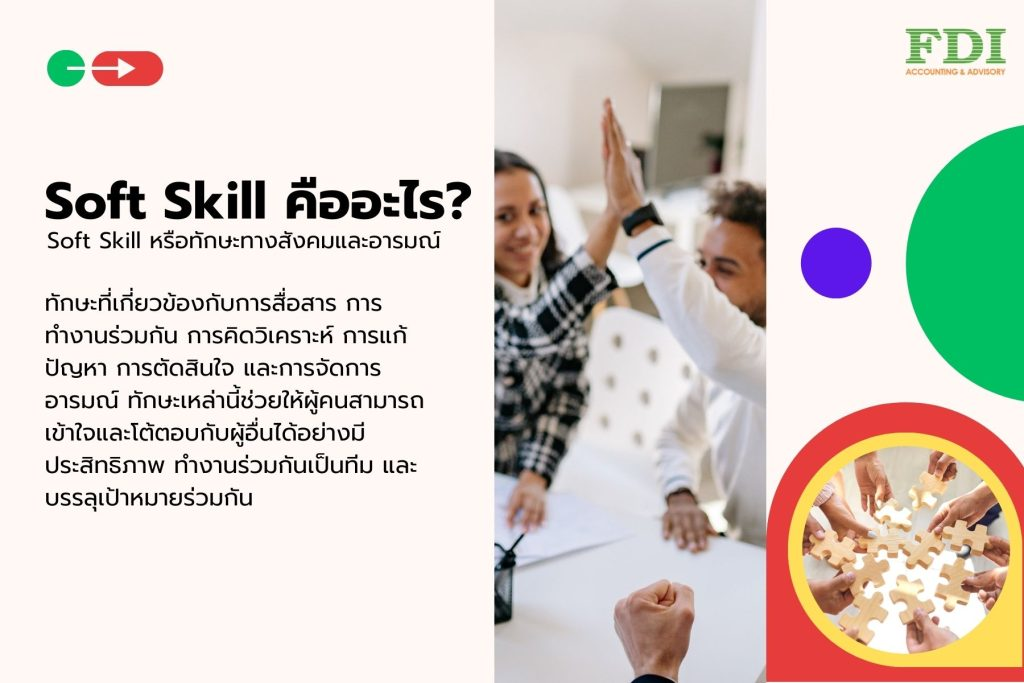 FDI
ACCOUNTING & ADVISORY
Soft Skill คืออะไร?
Soft Skill หรือทักษะทางสังคมและอารมณ์
ทักษะที่เกี่ยวข้องกับการสื่อสาร การ
ทำงานร่วมกัน การคิดวิเคราะห์ การแก้
ปัญหา การตัดสินใจ และการจัดการ
อารมณ์ ทักษะเหล่านี้ช่วยให้ผู้คนสามารถ
เข้าใจและโต้ตอบกับผู้อื่นได้อย่างมี
ประสิทธิภาพ ทำงานร่วมกันเป็นทีม และ
บรรลุเป้าหมายร่วมกัน